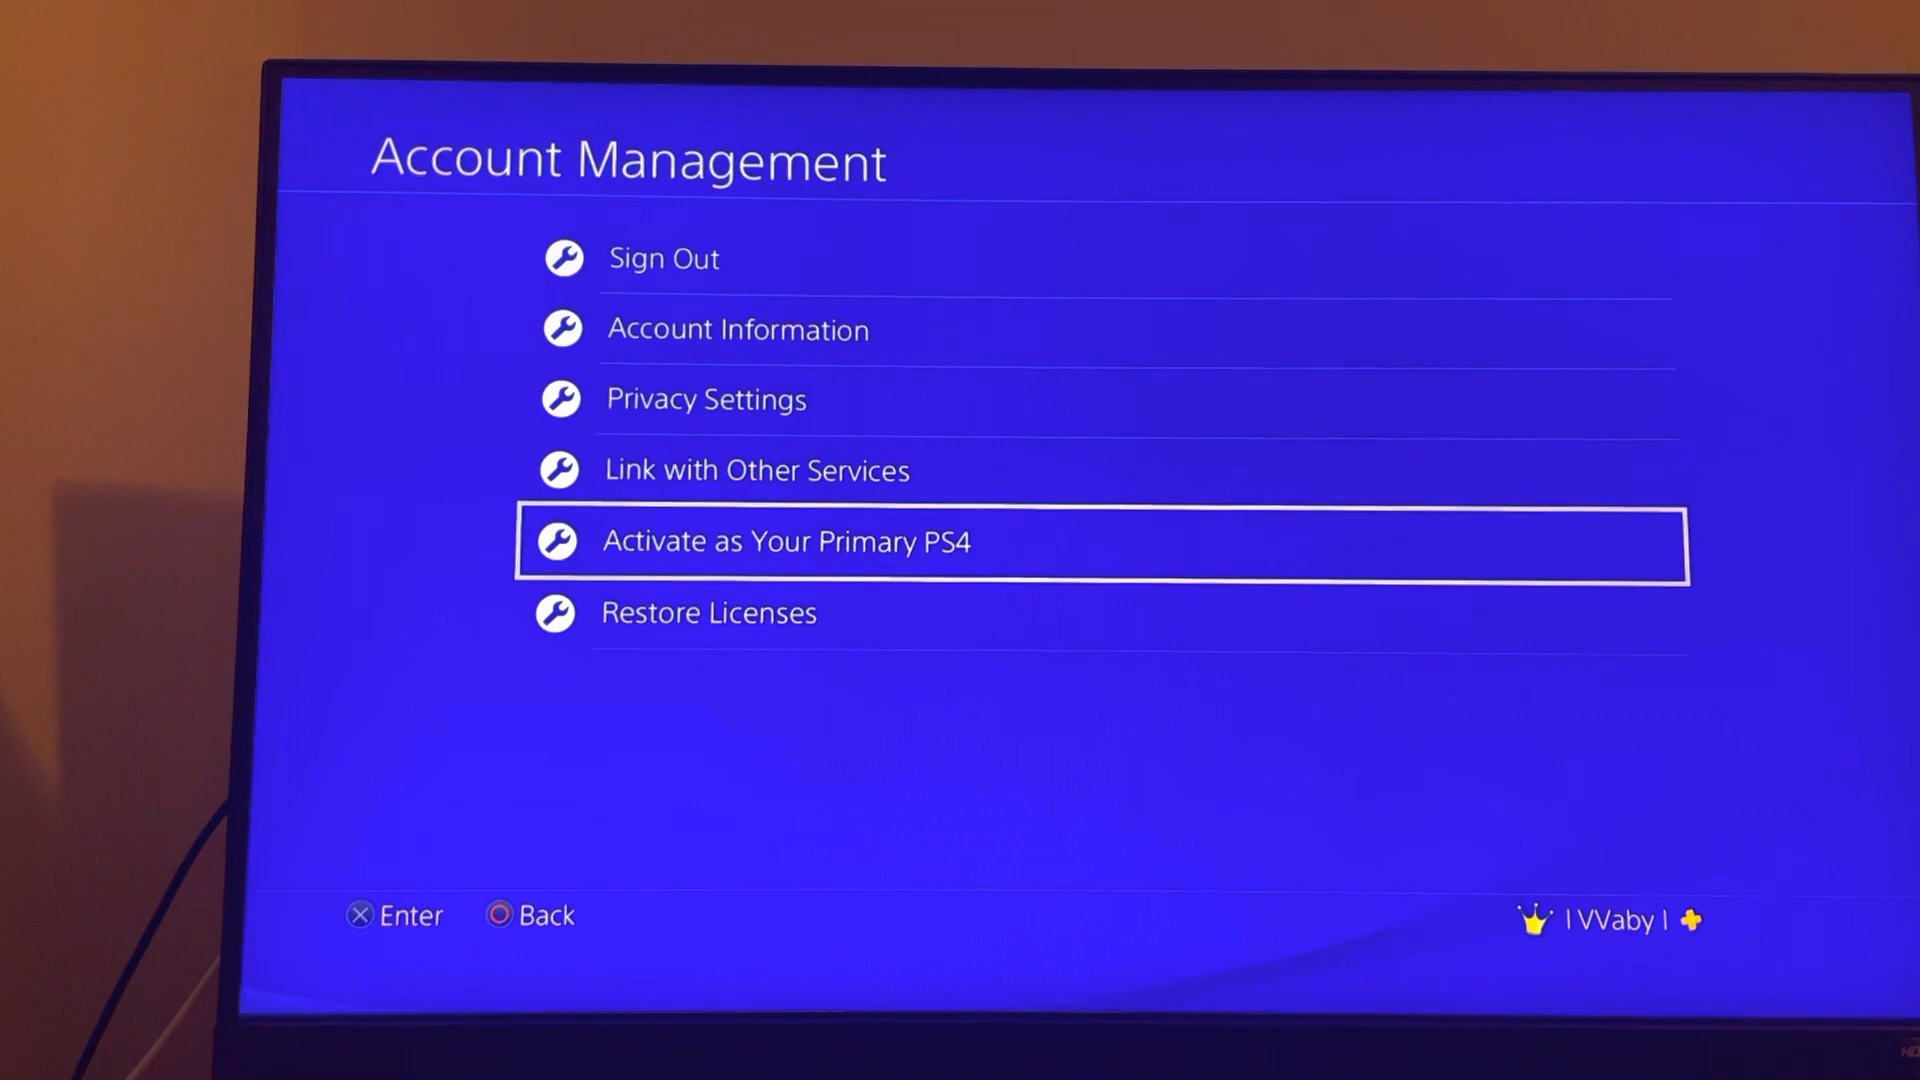 Account Management
Sign Out
Account Information
Privacy Settings
Link with Other Services
Activate as Your Primary PS4
Restore Licenses
Enter Back